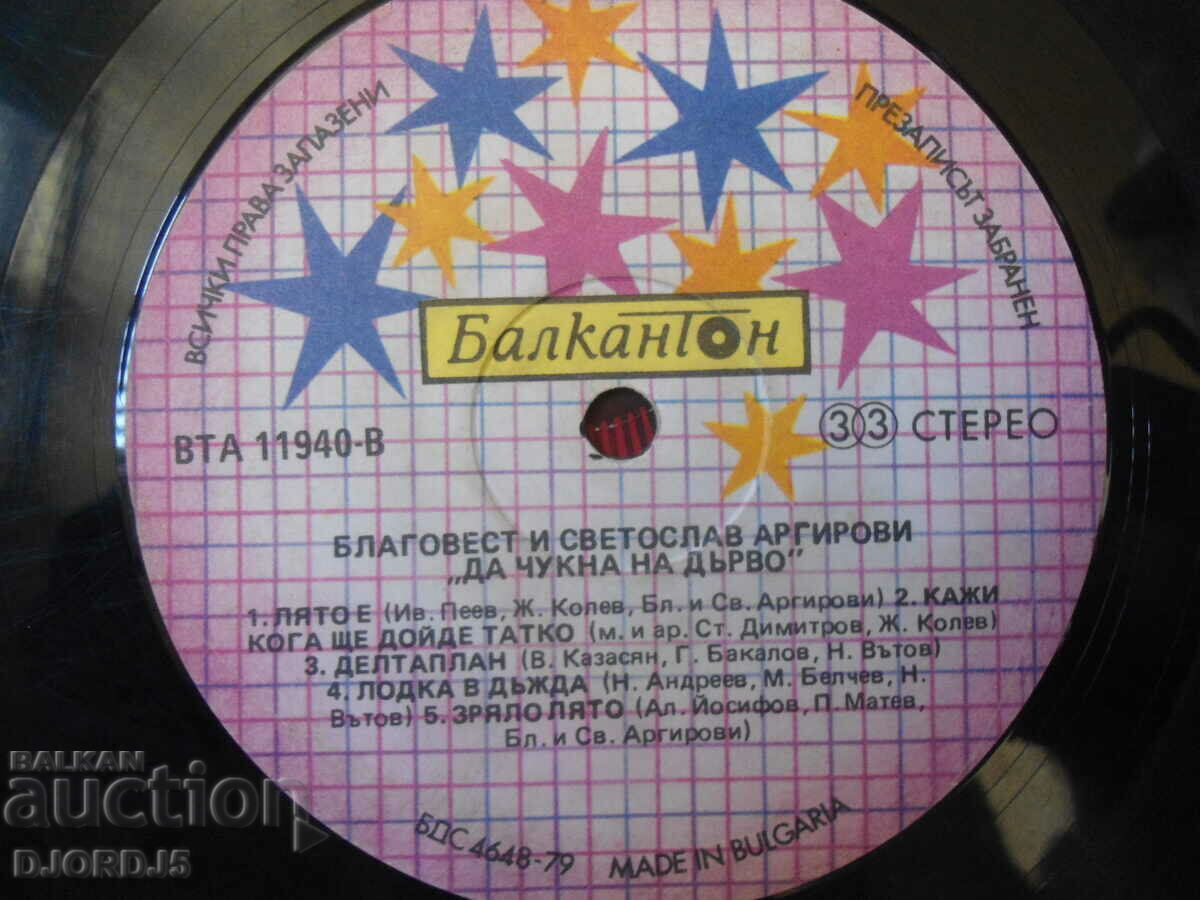 ВСИЧКИ ПРАВА ЗАПАЗЕНИ
ПРЕЗАПИСЪТ ЗАБРАНЕН
Балкантон
ВТА 11940-В
33 СТЕРЕО
БЛАГОВЕСТ И СВЕТОСЛАВ АРГИРОВИ
„ДА ЧУКНА НА ДЪРВО"
1. ЛЯТО Е (Ив. Пеев, Ж. Колев, Бл. и Св. Аргирови) 2. КАЖИ
КОГА ЩЕ ДОЙДЕ ТАТКО (м. и ар. Ст. Димитров, Ж. Колев)
3. ДЕЛТАПЛАН (В. Казасян, Г. Бакалов, Н. Вътов)
4. ЛОДКА В ДЪЖДА (Н. Андреев, М. Белчев, Н.
Вътов) 5. ЗРЯЛО ЛЯТО (Ал. Йосифов, П. Матев,
Бл. и Св. Аргирови)
БДС 4648-79 MADE IN BULGARIA
BALKAN
auction
DJORD.J5